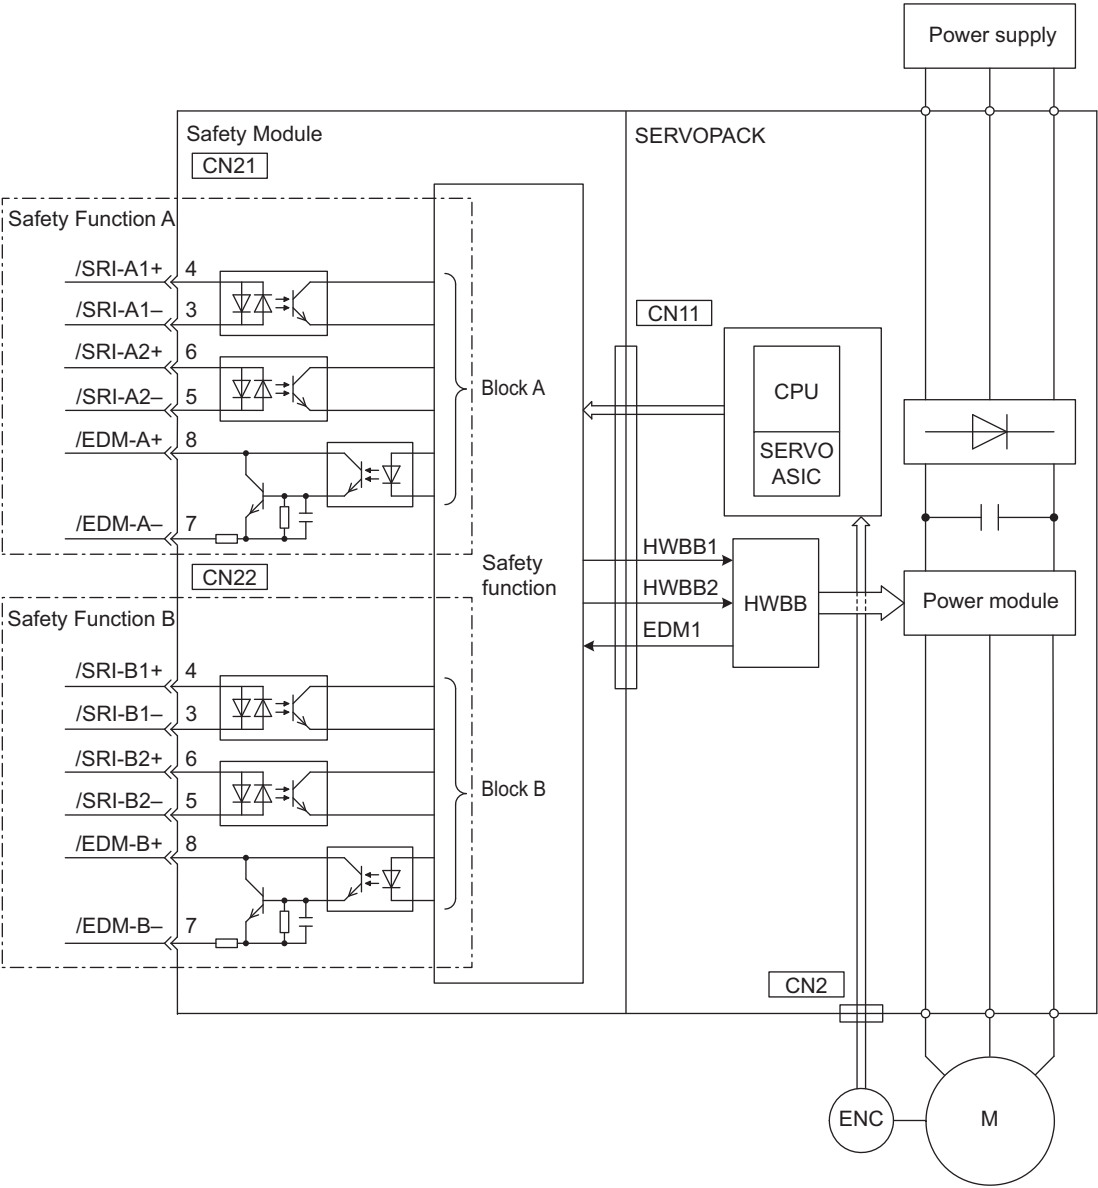 Power supply
Safety Module
SERVOPACK
CN21
Safety Function A
/SRI-A1+ 4
/SRI-A1– 3
/SRI-A2+ 6
/SRI-A2– 5
/EDM-A+ 8
/EDM-A– 7
Block A
CN11
CPU
SERVO
ASIC
CN22
Safety
function
HWBB1
HWBB2
EDM1
HWBB
Power module
Safety Function B
/SRI-B1+ 4
/SRI-B1– 3
/SRI-B2+ 6
/SRI-B2– 5
/EDM-B+ 8
/EDM-B– 7
Block B
CN2
ENC
M